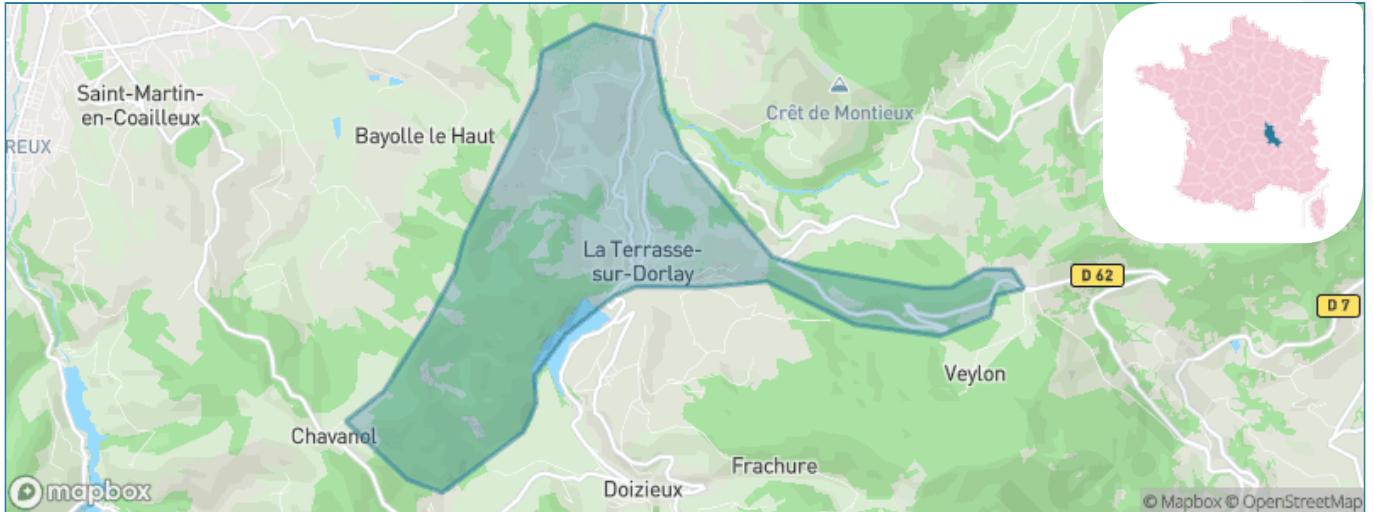 Saint-Martin-
en-Coailleux
REUX
Bayolle le Haut
Crêt de Montieux
La Terrasse-
sur-Dorlay
D 62
D 7
Veylon
Chavanol
Frachure
Doizieux
mapbox
© Mapbox © OpenStreetMap